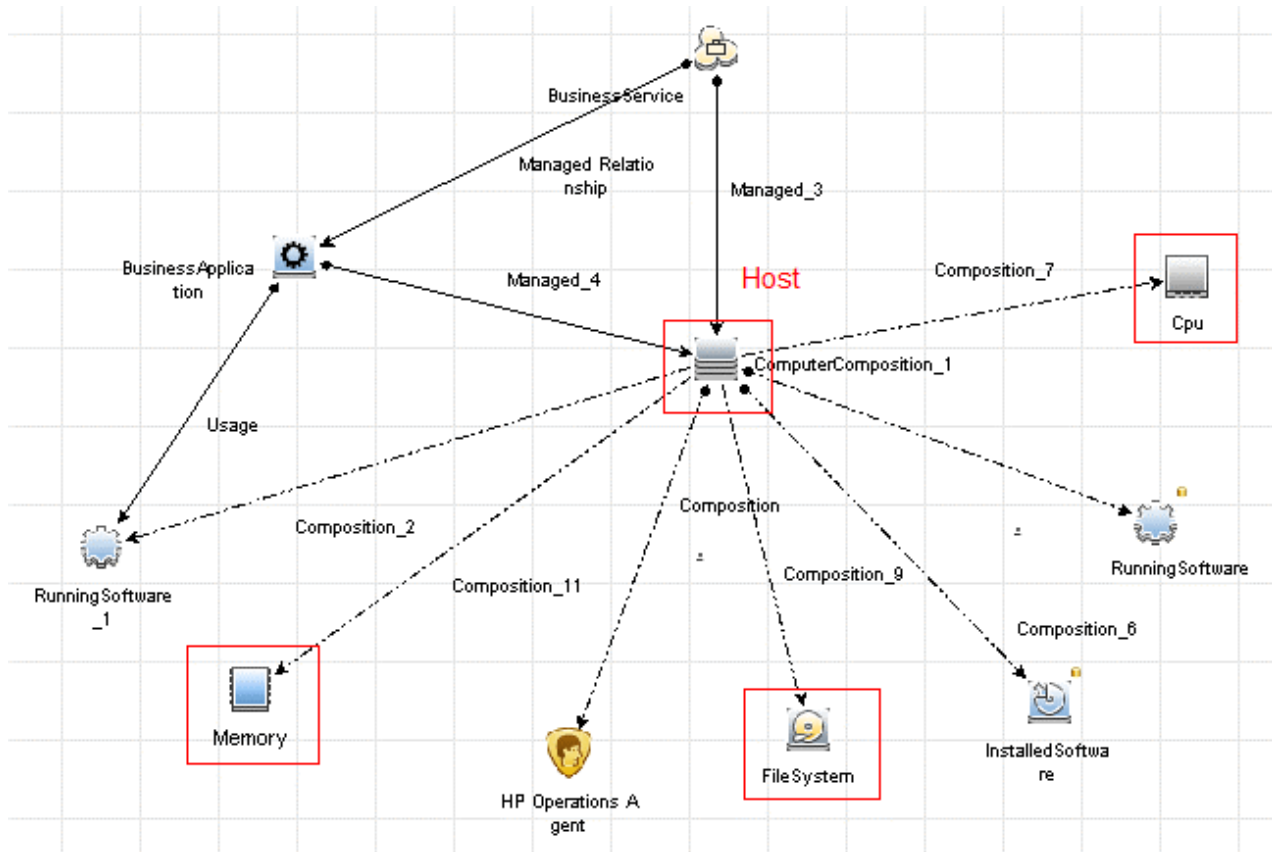 BusinessService
Managed Relatio
nship
Managed_3
BusinessApplica
tion
Managed_4
Host
Composition_7
Cpu
ComputerComposition_1
Usage
Composition_2
Composition
Composition_11
Composition_9
RunningSoftware
RunningSoftware
_1
Composition_6
Memory
FileSystem
InstalledSoftwa
re
HP Operations A
gent